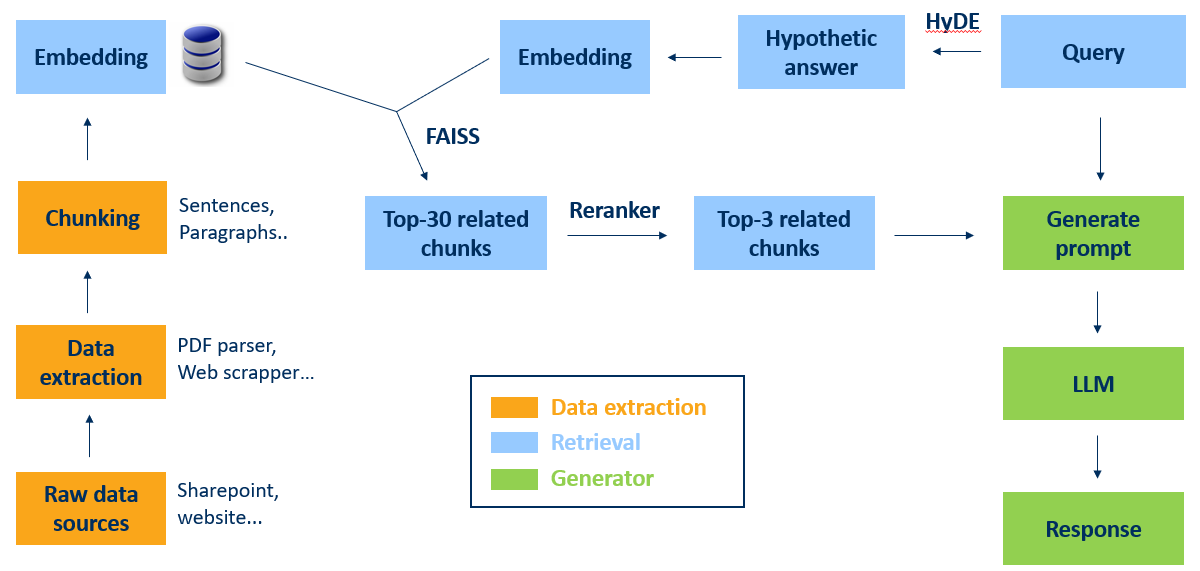 Embedding
Embedding
Hypothetic
answer
HyDE
Query
FAISS
Chunking
Sentences,
Paragraphs..
Top-30 related
chunks
Reranker
Top-3 related
chunks
Generate
prompt
Data
extraction
PDF parser,
Web scrapper...
LLM
Data extraction
Retrieval
Generator
Raw data
sources
Sharepoint,
website...
Response